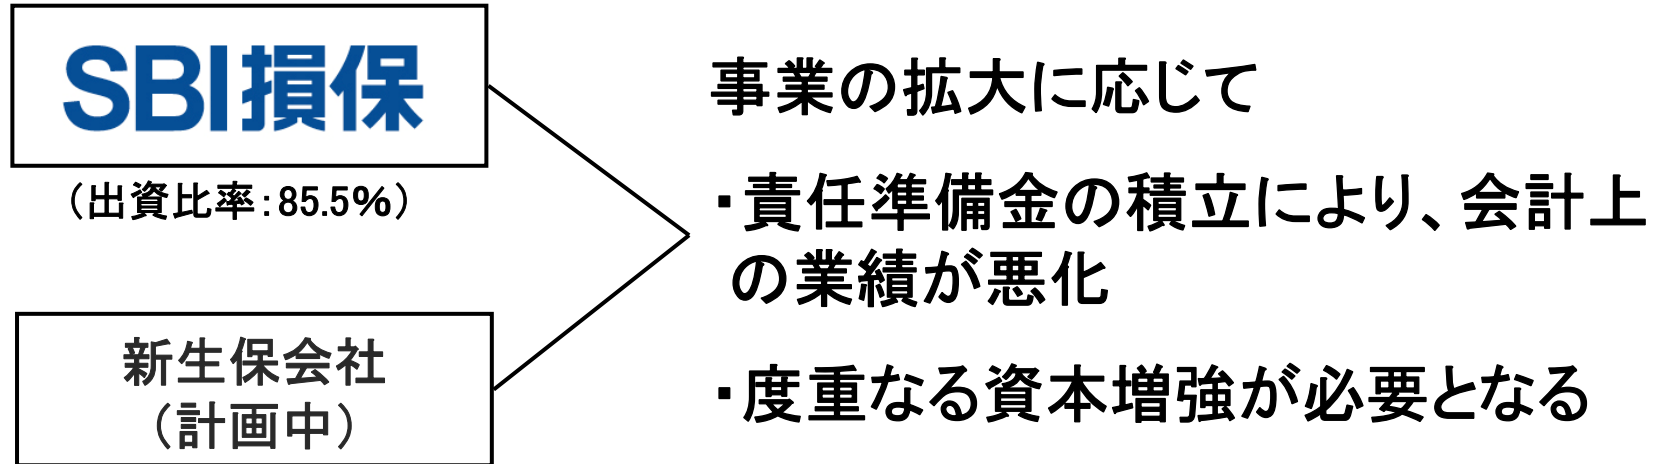 SBI損保
（出資比率：85.5％）
新生保会社
（計画中）
事業の拡大に応じて
・責任準備金の積立により、会計上
の業績が悪化
・度重なる資本増強が必要となる